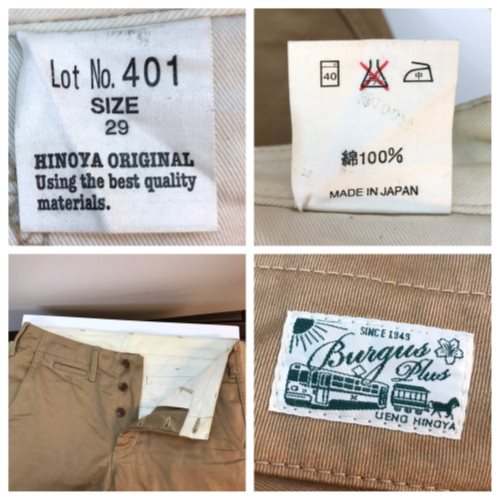 Lot No. 401
SIZE
29
HINOYA ORIGINAL
Using the best quality
materials.
40
中
綿100%
MADE IN JAPAN
SINCE 1949
Burgus
Plus
UENO HINOYA